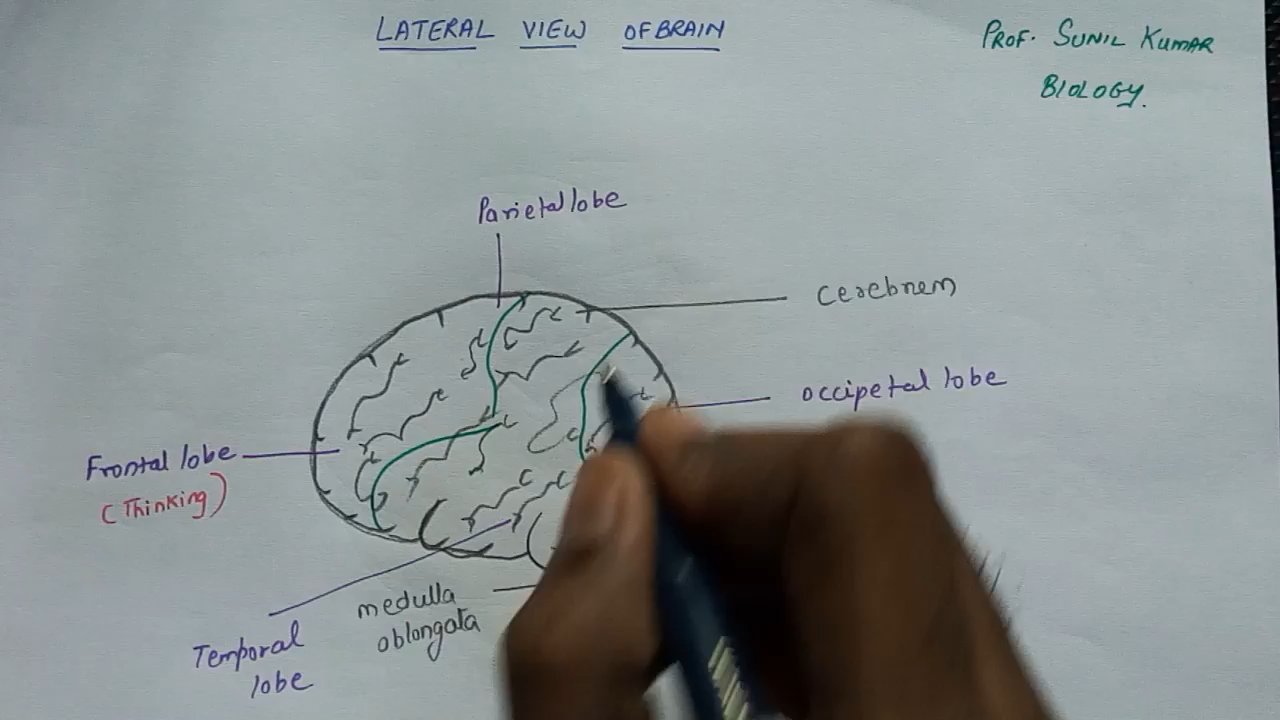 LATERAL VIEW OF BRAIN
PROF. SUNIL KUMAR
BIOLOGY.
Parietal lobe
Cerebrem
Occipetal lobe
Frontal lobe
(Thinking)
medulla
oblongata
Temporal
lobe